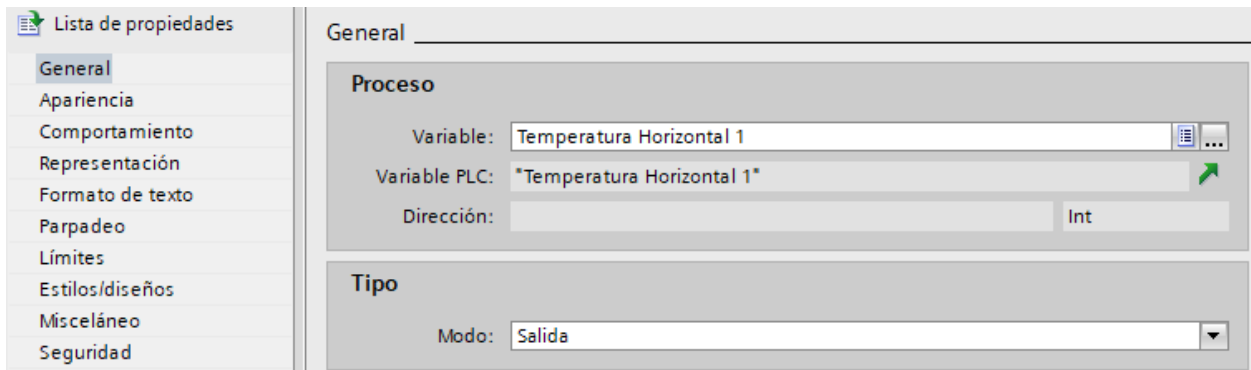 Lista de propiedades
General
Apariencia
Comportamiento
Representación
Formato de texto
Parpadeo
Límites
Estilos/diseños
Misceláneo
Seguridad
General
Proceso
Variable: Temperatura Horizontal 1
...
Variable PLC: "Temperatura Horizontal 1"
Dirección: Int
Tipo
Modo: Salida